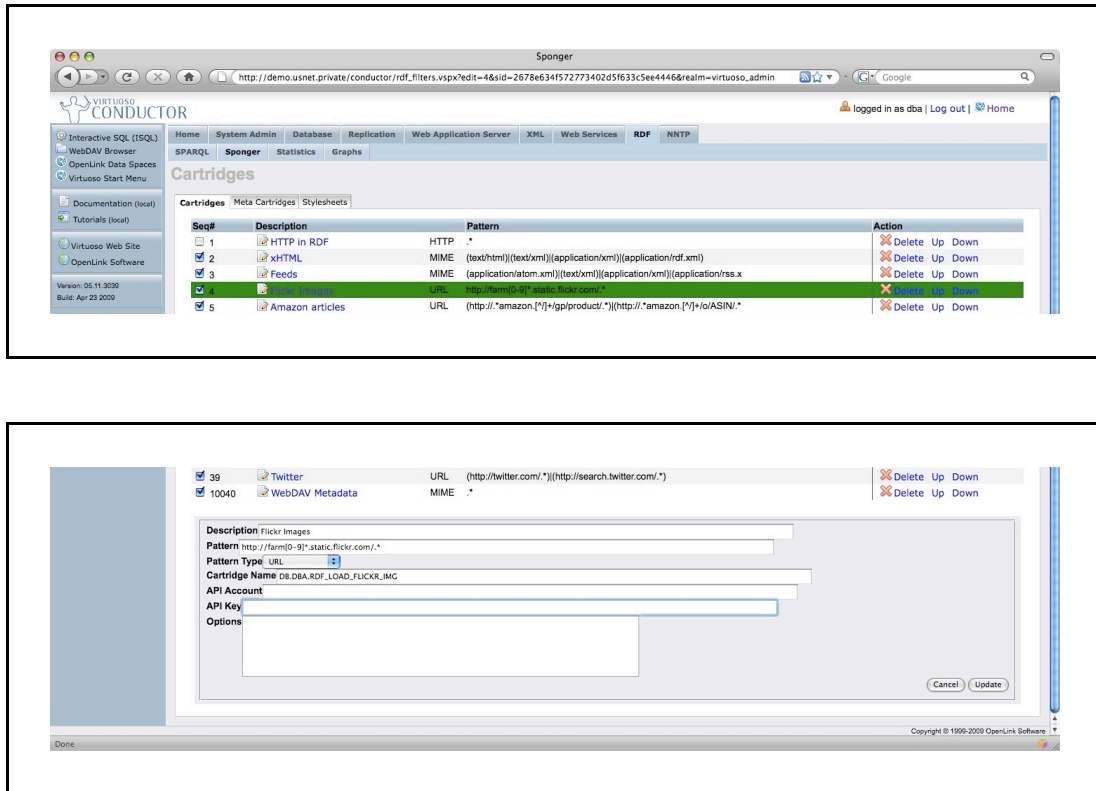 Sponger
http://demo.usnet.private/conductor/rdf_filters.vspx?edit=4&sid=2678e634f572773402d5f633c5ee4446&realm=virtuoso_admin
Google
VIRTUOSO
CONDUCTOR
logged in as dba | Log out | Home
Interactive SQL (ISQL)
WebDAV Browser
OpenLink Data Spaces
Virtuoso Start Menu
Documentation (local)
Tutorials (local)
Virtuoso Web Site
OpenLink Software
Version: 05.11.3039
Build: Apr 23 2009
Home System Admin Database Replication Web Application Server XML Web Services RDF NNTP
SPARQL Sponger Statistics Graphs
Cartridges
Cartridges Meta Cartridges Stylesheets
Seq# Description Pattern Action
1 HTTP in RDF HTTP .* Delete Up Down
2 xHTML MIME (text/html)|(text/xml)|(application/xml)|(application/rdf.xml) Delete Up Down
3 Feeds MIME (application/atom.xml)|(text/xml)|(application/xml)|(application/rss.x Delete Up Down
4 Flickr Images URL http://farm[0-9]*.static.flickr.com/.* Delete Up Down
5 Amazon articles URL (http://.*amazon.[^/]+/gp/product/.*)|(http://.*amazon.[^/]+/o/ASIN/.* Delete Up Down
39 Twitter URL (http://twitter.com/.*)|(http://search.twitter.com/.*) Delete Up Down
10040 WebDAV Metadata MIME .* Delete Up Down
Description Flickr Images
Pattern http://farm[0-9]*.static.flickr.com/.*
Pattern Type URL
Cartridge Name DB.DBA.RDF_LOAD_FLICKR_IMG
API Account
API Key
Options
Cancel Update
Copyright © 1999-2009 OpenLink Software
Done